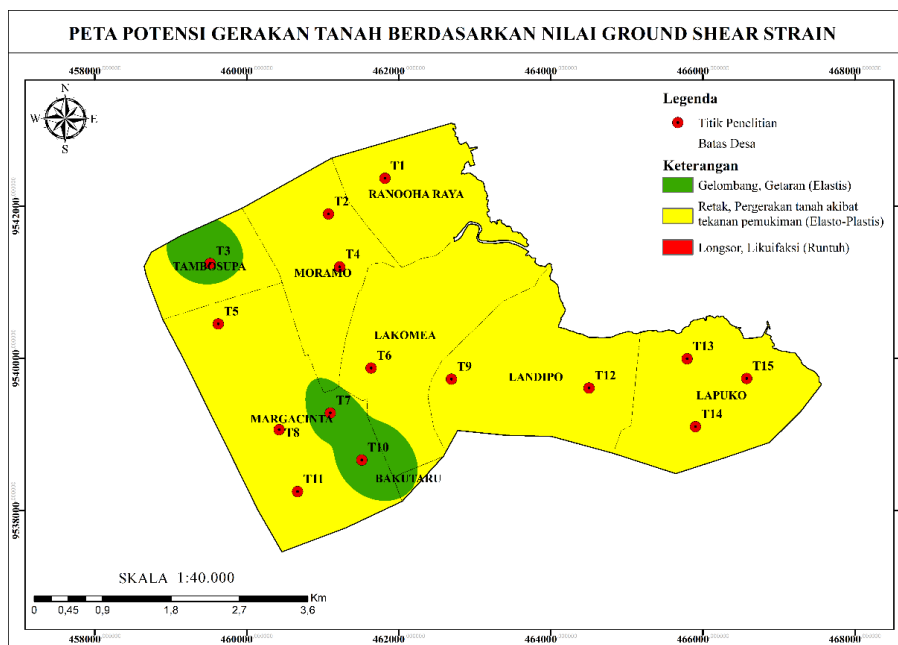 PETA POTENSI GERAKAN TANAH BERDASARKAN NILAI GROUND SHEAR STRAIN
458000 460000 462000 464000 466000 468000
N
W E
S
Legenda
Titik Penelitian
Batas Desa
Keterangan
Gelombang, Getaran (Elastis)
Retak, Pergerakan tanah akibat
tekanan pemukiman (Elasto-Plastis)
Longsor, Likuifaksi (Runtuh)
9542000
9540000
9538000
9542000
9540000
9538000
T1
RANOOHA RAYA
T2
T3
TAMBOSUPA
T4
MORAMO
T5
LAKOMEA
T6
T9
LANDIPO
T12
T13
T15
LAPUKO
T14
T7
MARGACINTA
T8
T10
BAKUTARU
T11
SKALA 1:40.000
Km
0 0,45 0,9 1,8 2,7 3,6
458000 460000 462000 464000 466000 468000